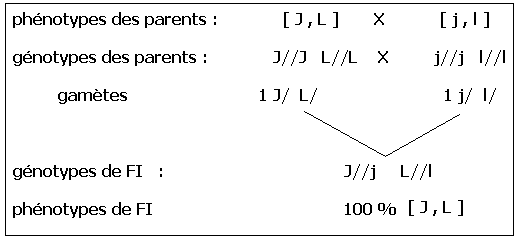 phénotypes des parents : [ J , L ] X [ j , l ]
génotypes des parents : J//J L//L X j//j l//l
gamètes 1 J/ L/ 1 j/ l/
génotypes de FI : J//j L//l
phénotypes de FI 100 % [ J , L ]